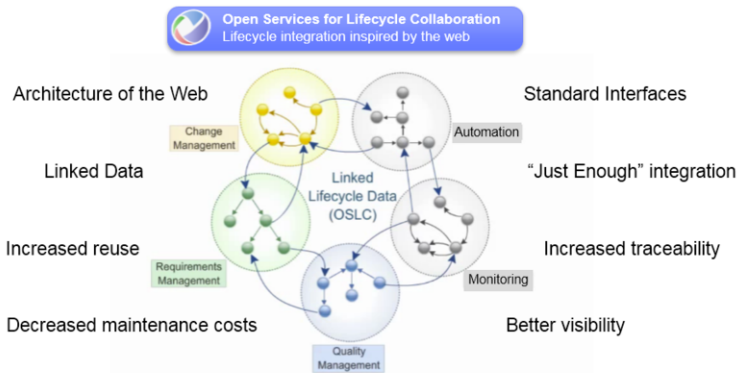 Open Services for Lifecycle Collaboration
Lifecycle integration inspired by the web
Architecture of the Web
Standard Interfaces
Change
Management
Automation
Linked Data
Linked
Lifecycle Data
(OSLC)
“Just Enough” integration
Increased reuse
Increased traceability
Requirements
Management
Monitoring
Decreased maintenance costs
Better visibility
Quality
Management